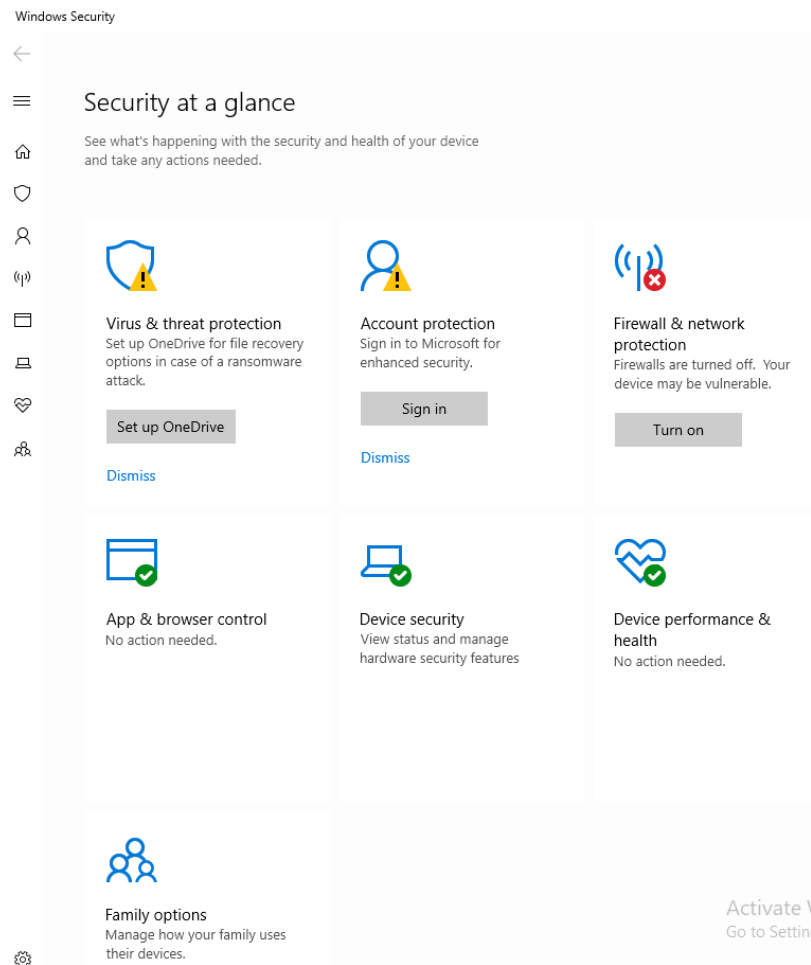 Windows Security
Security at a glance
See what's happening with the security and health of your device
and take any actions needed.
Virus & threat protection
Set up OneDrive for file recovery
options in case of a ransomware
attack.
Set up OneDrive
Dismiss
Account protection
Sign in to Microsoft for
enhanced security.
Sign in
Dismiss
Firewall & network
protection
Firewalls are turned off. Your
device may be vulnerable.
Turn on
App & browser control
No action needed.
Device security
View status and manage
hardware security features
Device performance &
health
No action needed.
Family options
Manage how your family uses
their devices.
Activate
Go to